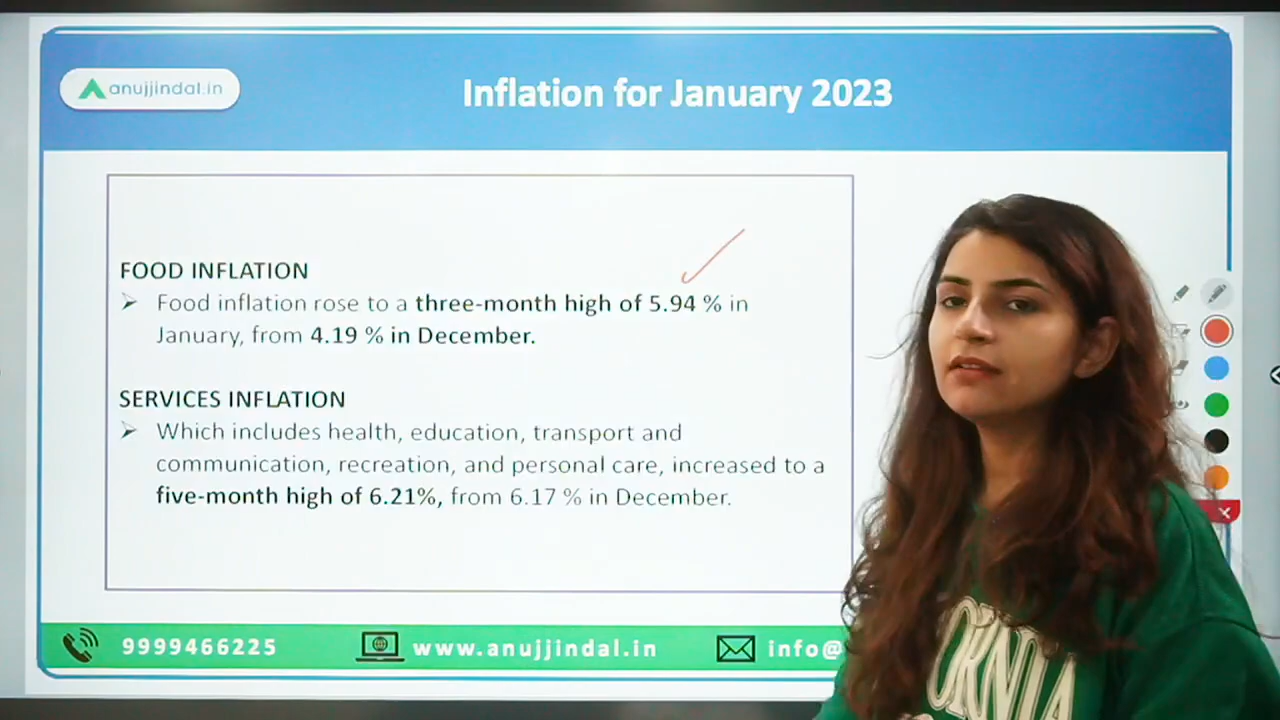 anujjindal.in
Inflation for January 2023
FOOD INFLATION
➢ Food inflation rose to a three-month high of 5.94 % in
January, from 4.19 % in December.
SERVICES INFLATION
➢ Which includes health, education, transport and
communication, recreation, and personal care, increased to a
five-month high of 6.21%, from 6.17 % in December.
9999466225
www.anujjindal.in
info@
ORNIA